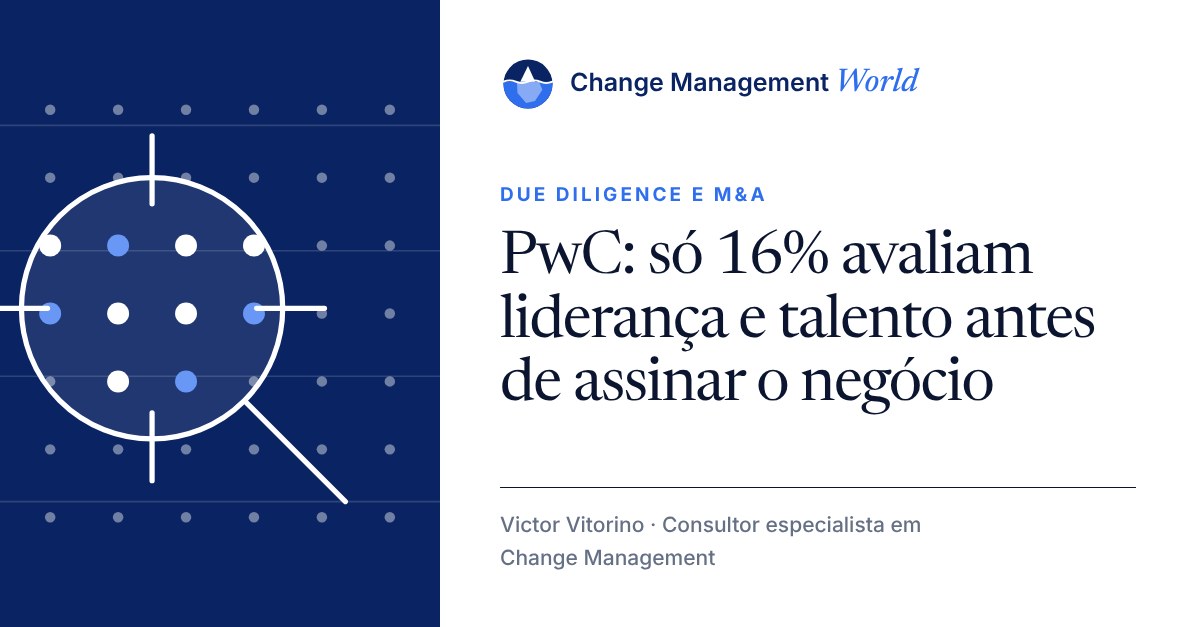 Change Management World
DUE DILIGENCE E M&A
PwC: só 16% avaliam
liderança e talento antes
de assinar o negócio
Victor Vitorino · Consultor especialista em
Change Management